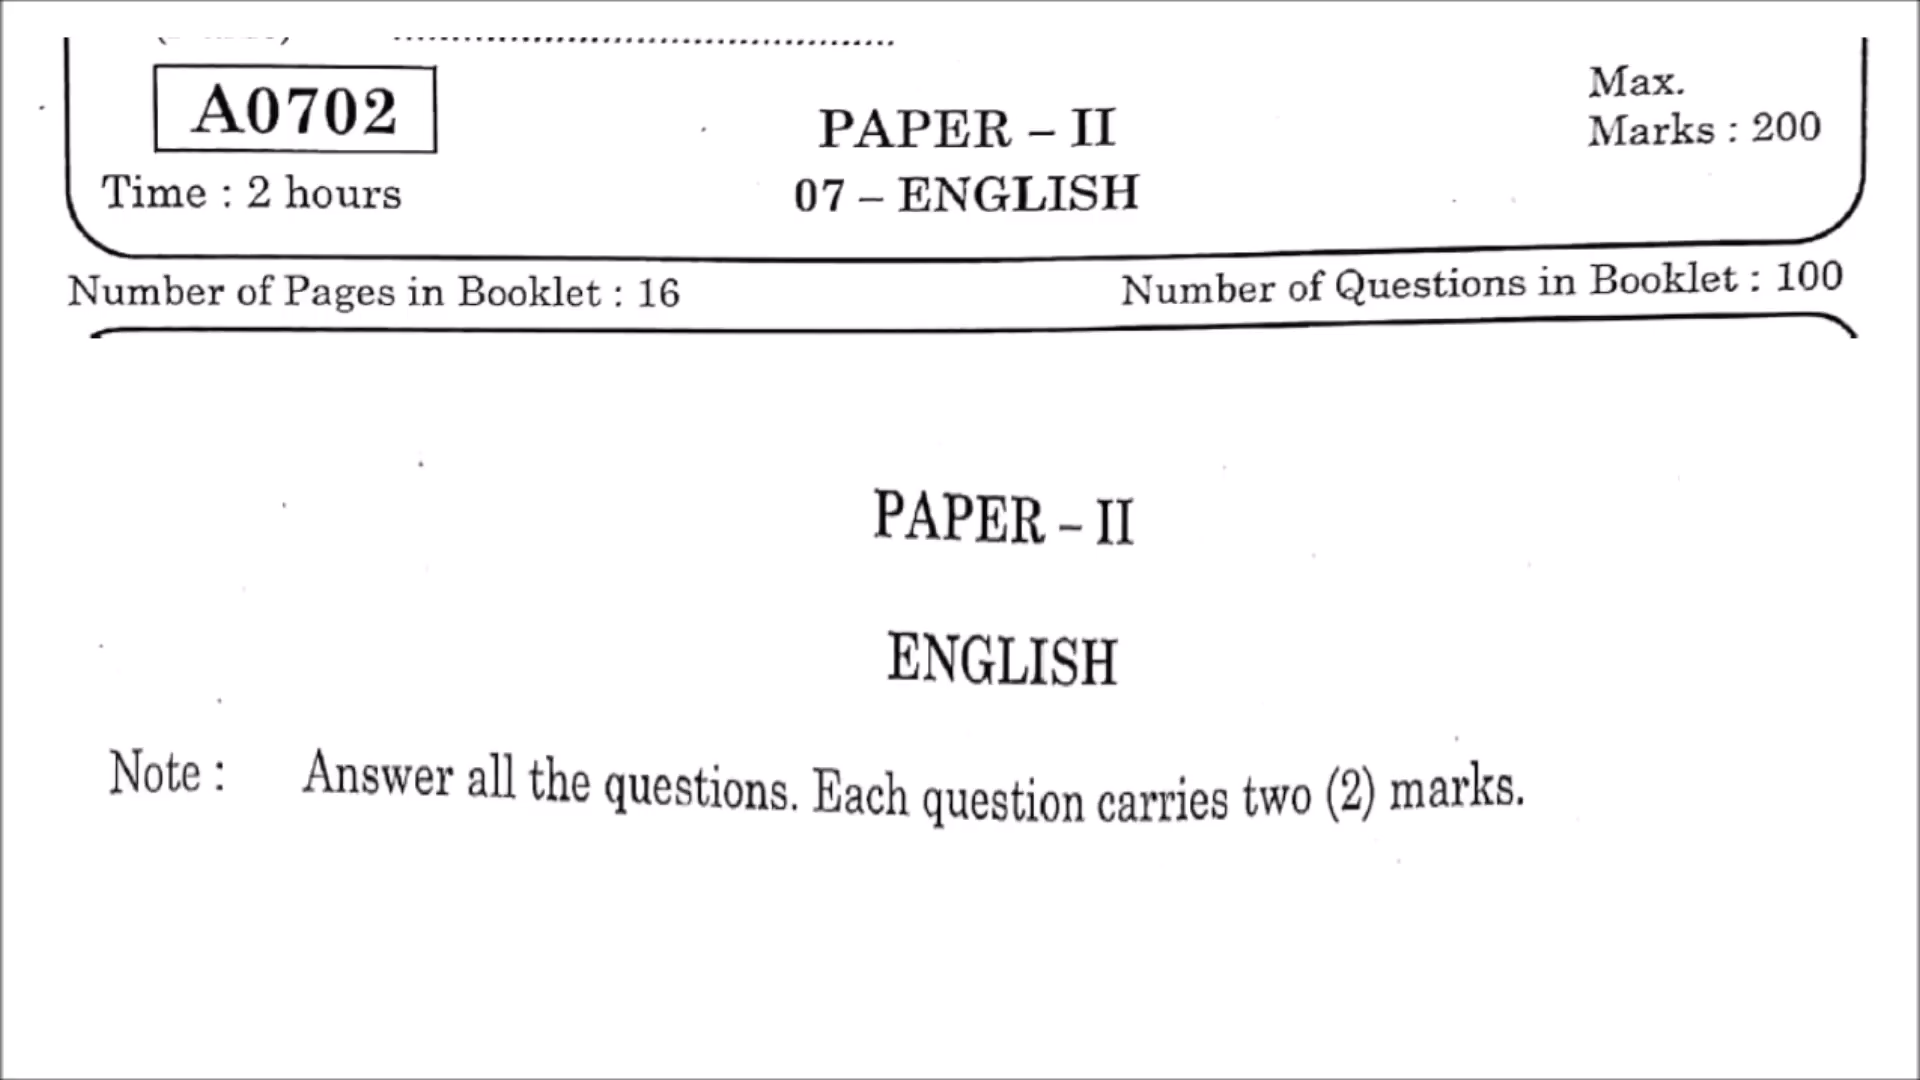 A0702
PAPER – II
Max.
Marks : 200
Time : 2 hours
07 – ENGLISH
Number of Pages in Booklet : 16
Number of Questions in Booklet : 100
PAPER – II
ENGLISH
Note : Answer all the questions. Each question carries two (2) marks.